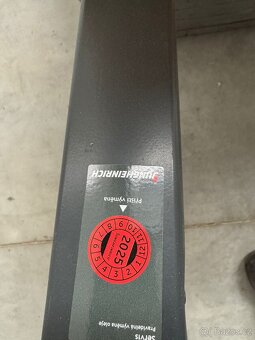 Servis
Pravidelná výměna oleje
1 2 3 4 5 6 7 8 9 10 11 12
2025
Příští výměna
JUNGHEINRICH